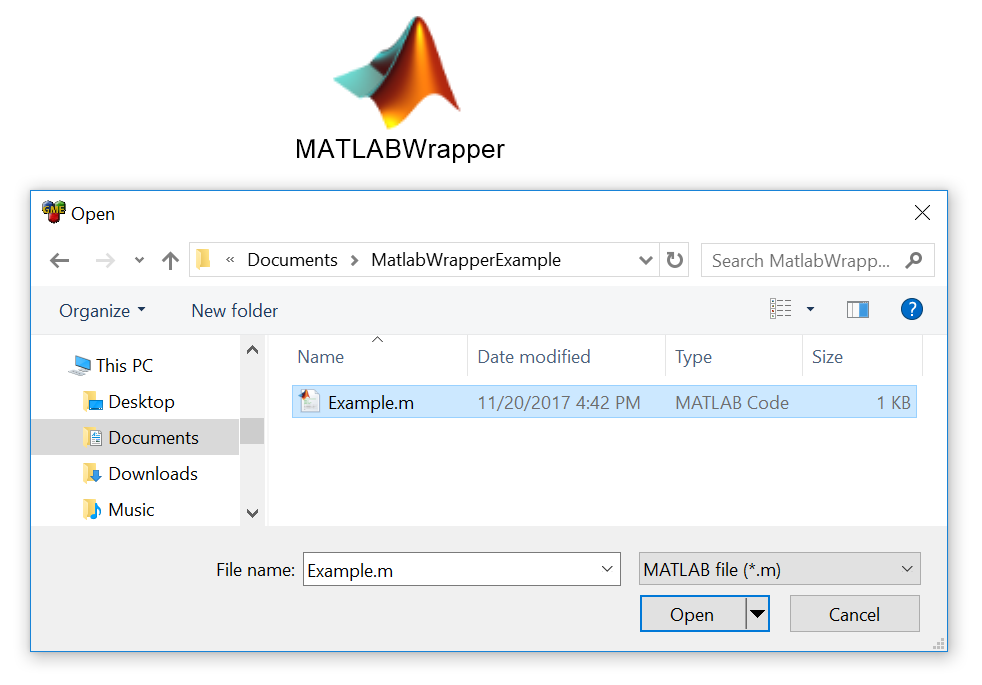 MATLABWrapper
GME Open
« Documents > MatlabWrapperExample Search MatlabWrapp...
Organize New folder ?
Name Date modified Type Size
This PC
Example.m 11/20/2017 4:42 PM MATLAB Code 1 KB
Desktop
Documents
Downloads
Music
File name: Example.m MATLAB file (*.m)
Open Cancel